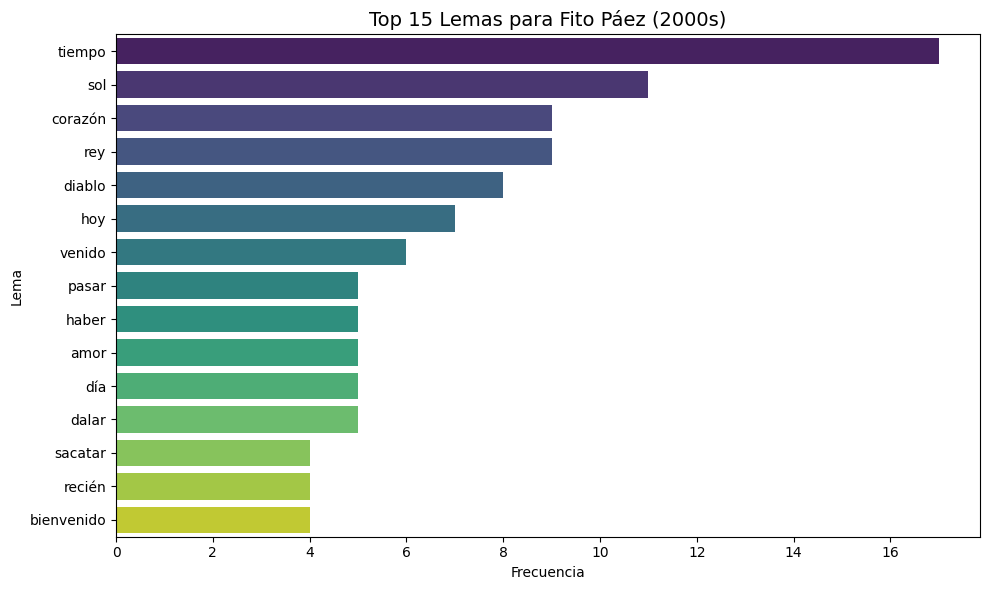 Top 15 Lemas para Fito Páez (2000s)
Lema
tiempo
sol
corazón
rey
diablo
hoy
venido
pasar
haber
amor
día
dalar
sacatar
recién
bienvenido
0 2 4 6 8 10 12 14 16
Frecuencia